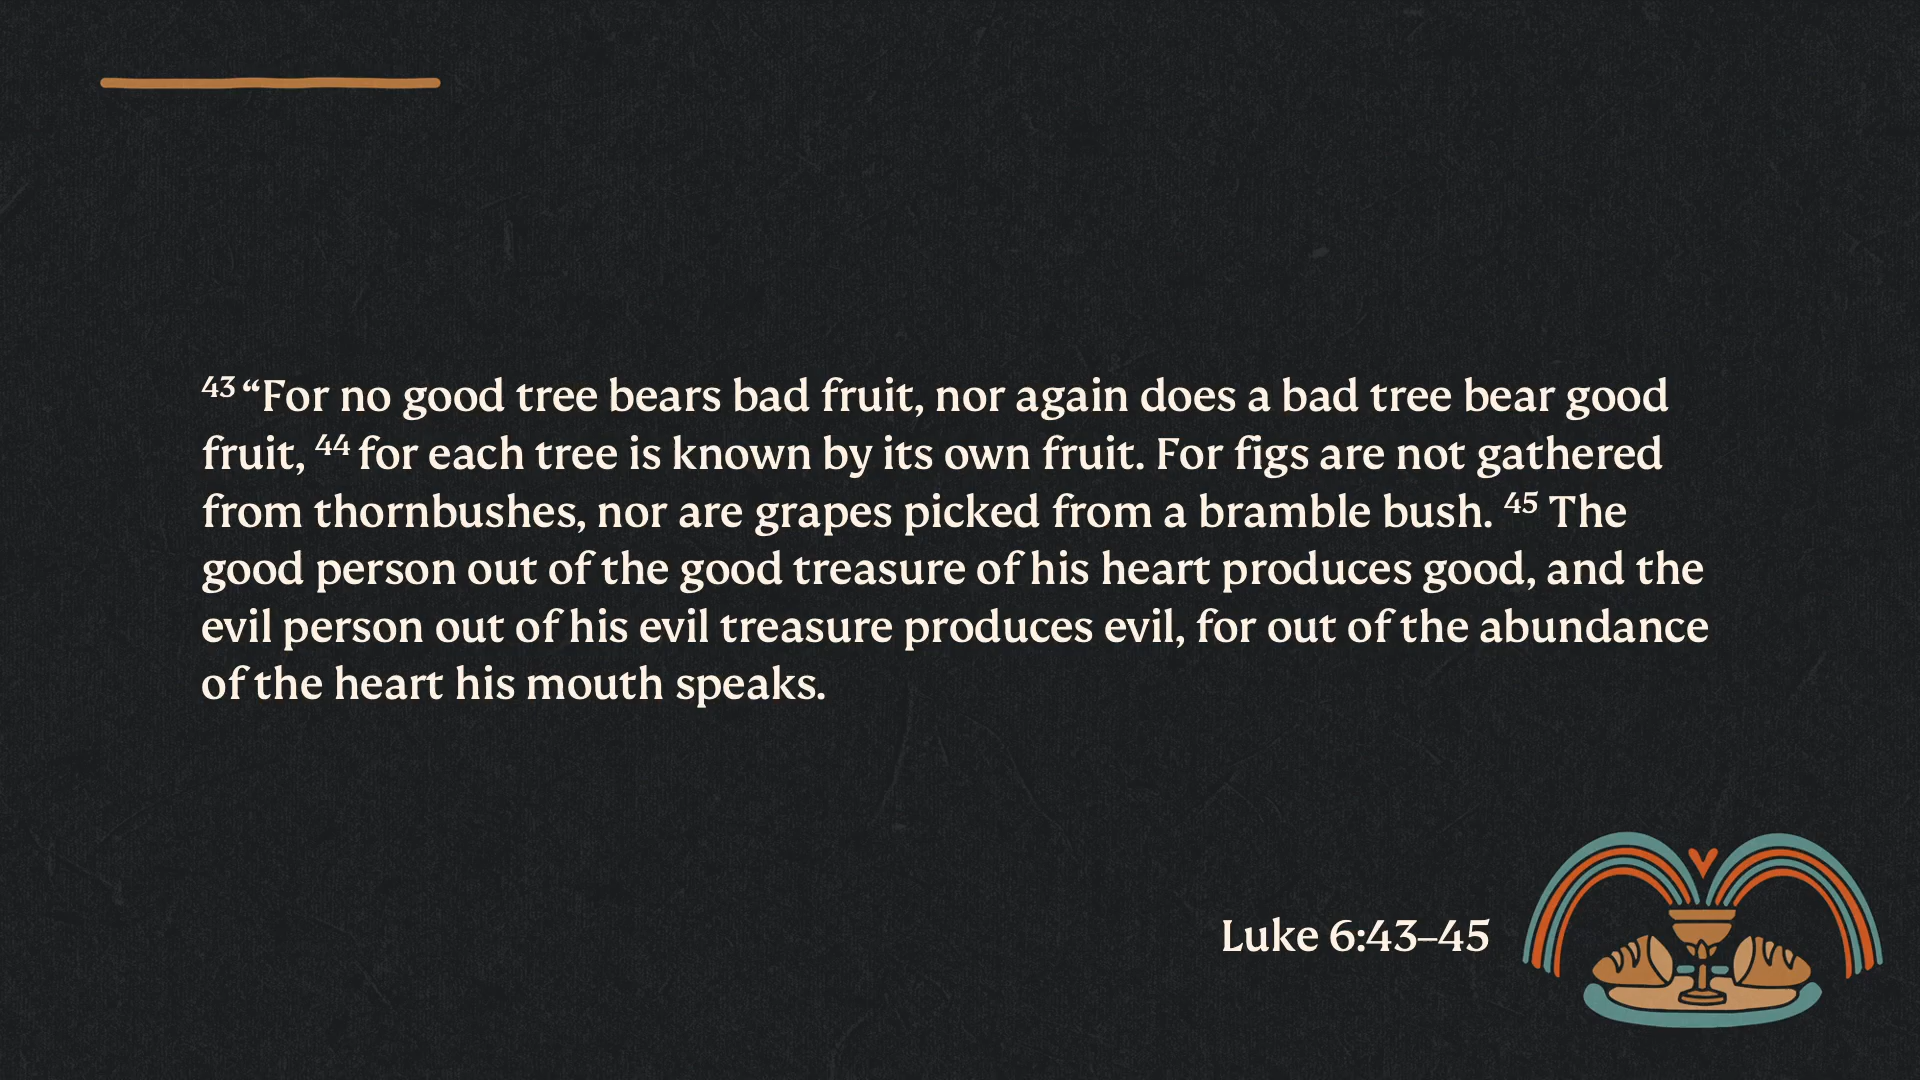 ⁴³ “For no good tree bears bad fruit, nor again does a bad tree bear good
fruit, ⁴⁴ for each tree is known by its own fruit. For figs are not gathered
from thornbushes, nor are grapes picked from a bramble bush. ⁴⁵ The
good person out of the good treasure of his heart produces good, and the
evil person out of his evil treasure produces evil, for out of the abundance
of the heart his mouth speaks.
Luke 6:43–45